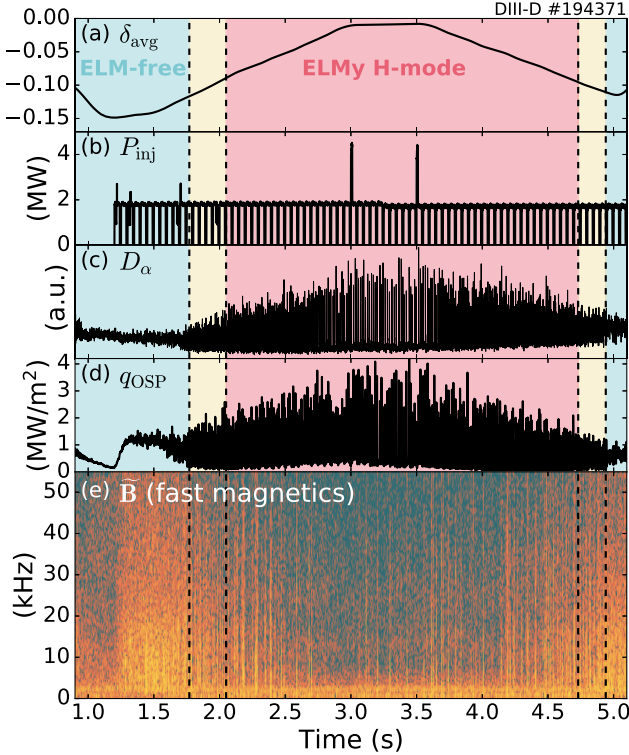 DIII-D #194371
(a) δavg
ELM-free
ELMy H-mode
0.00
−0.05
−0.10
−0.15
(b) Pinj
(MW)
4
2
0
(c) Dα
(a.u.)
(d) qOSP
(MW/m²)
4
3
2
1
0
(e) B̃ (fast magnetics)
(kHz)
50
40
30
20
10
0
1.0 1.5 2.0 2.5 3.0 3.5 4.0 4.5 5.0
Time (s)